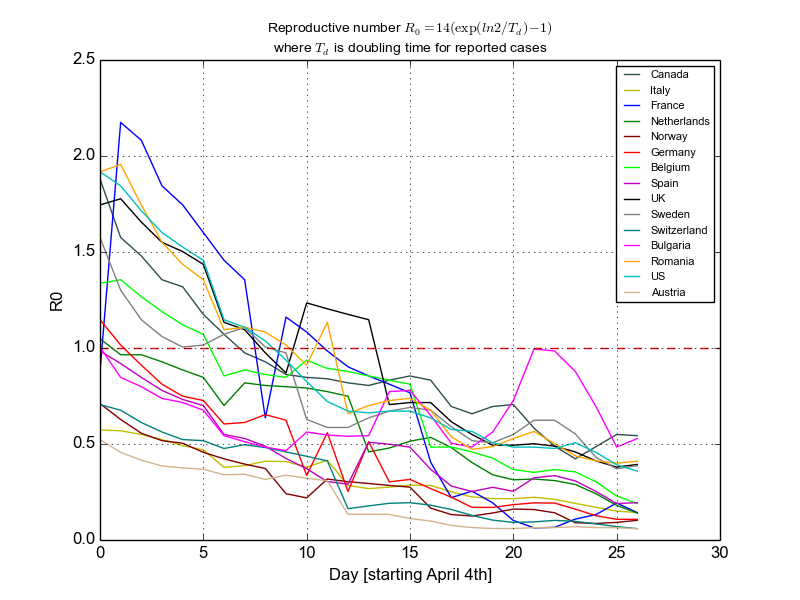 Reproductive number R₀ = 14(exp(ln2/T_d) − 1)
where T_d is doubling time for reported cases
2.5
2.0
1.5
1.0
0.5
0.0
R0
Canada
Italy
France
Netherlands
Norway
Germany
Belgium
Spain
UK
Sweden
Switzerland
Bulgaria
Romania
US
Austria
0 5 10 15 20 25 30
Day [starting April 4th]